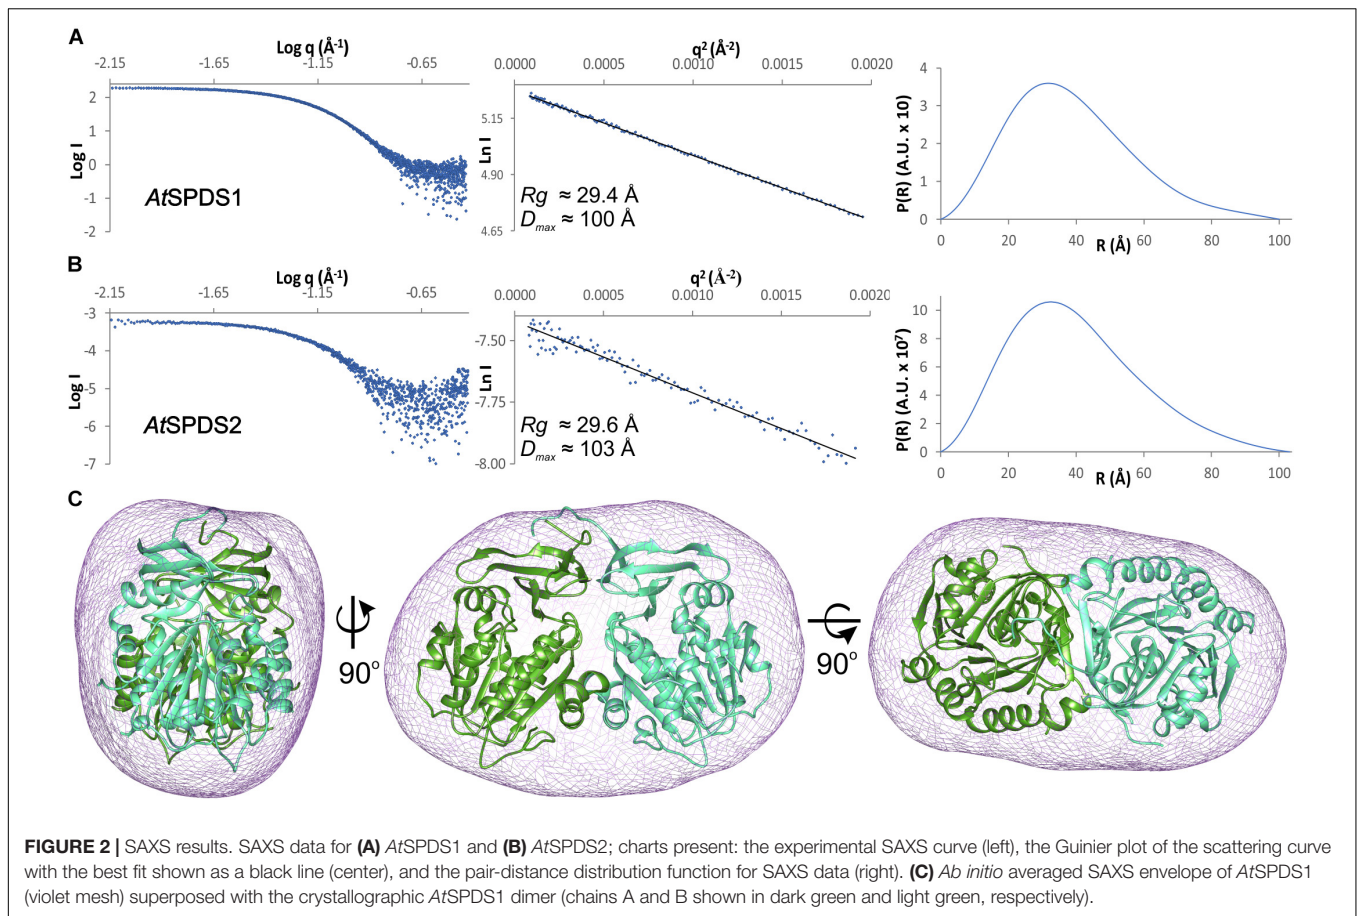 A
Log q (Å-1)
-2.15 -1.65 -1.15 -0.65
2
1
0
-1
-2
Log I
AtSPDS1
q2 (Å-2)
0.0000 0.0005 0.0010 0.0015 0.0020
5.15
4.90
4.65
Ln I
Rg ≈ 29.4 Å
Dmax ≈ 100 Å
4
3
2
1
0
P(R) (A.U. x 10)
0 20 40 60 80 100
R (Å)
B
Log q (Å-1)
-2.15 -1.65 -1.15 -0.65
-3
-4
-5
-6
-7
Log I
AtSPDS2
q2 (Å-2)
0.0000 0.0005 0.0010 0.0015 0.0020
-7.50
-7.75
-8.00
Ln I
Rg ≈ 29.6 Å
Dmax ≈ 103 Å
10
8
6
4
2
0
P(R) (A.U. x 107)
0 20 40 60 80 100
R (Å)
C
90o
90o
FIGURE 2 | SAXS results. SAXS data for (A) AtSPDS1 and (B) AtSPDS2; charts present: the experimental SAXS curve (left), the Guinier plot of the scattering curve
with the best fit shown as a black line (center), and the pair-distance distribution function for SAXS data (right). (C) Ab initio averaged SAXS envelope of AtSPDS1
(violet mesh) superposed with the crystallographic AtSPDS1 dimer (chains A and B shown in dark green and light green, respectively).